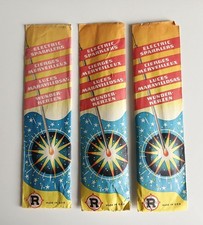 ELECTRIC
SPARKLERS
CIERGES
MERVEILLEUX
LUCES
MARAVILLOSAS
WUNDER-
KERZEN
R
ELECTRIC
SPARKLERS
CIERGES
MERVEILLEUX
LUCES
MARAVILLOSAS
WUNDER-
KERZEN
R
ELECTRIC
SPARKLERS
CIERGES
MERVEILLEUX
LUCES
MARAVILLOSAS
WUNDER-
KERZEN
R